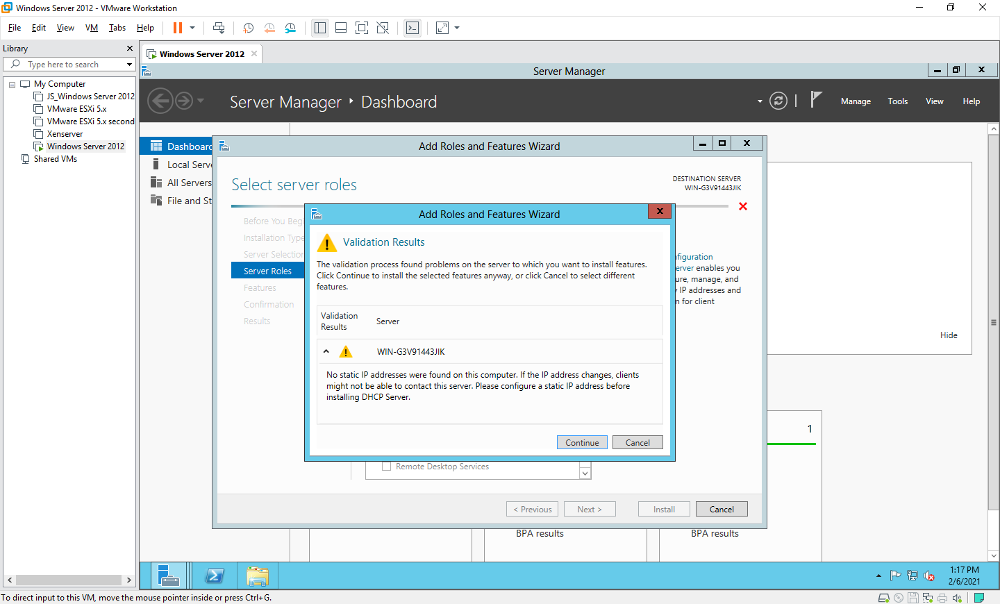 Windows Server 2012 - VMware Workstation
File Edit View VM Tabs Help
Library
Type here to search
My Computer
JS_Windows Server 2012
VMware ESXi 5.x
VMware ESXi 5.x second
Xenserver
Windows Server 2012
Shared VMs
Windows Server 2012
Server Manager
Server Manager Dashboard
Manage Tools View Help
Dashboard
Local Serve
All Servers
File and St
Hide
1
BPA results
BPA results
Add Roles and Features Wizard
Select server roles
DESTINATION SERVER
WIN-G3V91443JIK
Before You Begi
Installation Type
Server Selection
Server Roles
Features
Confirmation
Results
nfiguration
erver enables you
ure, manage, and
y IP addresses and
n for client
Remote Desktop Services
< Previous Next > Install Cancel
Add Roles and Features Wizard
Validation Results
The validation process found problems on the server to which you want to install features.
Click Continue to install the selected features anyway, or click Cancel to select different
features.
Validation
Results
Server
WIN-G3V91443JIK
No static IP addresses were found on this computer. If the IP address changes, clients
might not be able to contact this server. Please configure a static IP address before
installing DHCP Server.
Continue Cancel
1:17 PM
2/6/2021
To direct input to this VM, move the mouse pointer inside or press Ctrl+G.